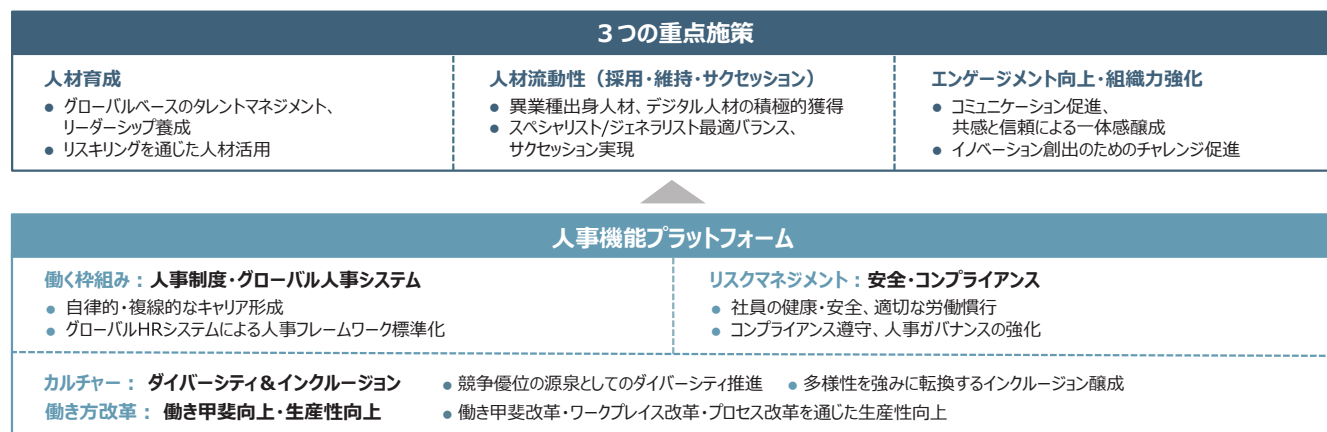 ３つの重点施策
人材育成
● グローバルベースのタレントマネジメント、
リーダーシップ養成
● リスキリングを通じた人材活用
人材流動性（採用・維持・サクセッション）
● 異業種出身人材、デジタル人材の積極的獲得
● スペシャリスト/ジェネラリスト最適バランス、
サクセッション実現
エンゲージメント向上・組織力強化
● コミュニケーション促進、
共感と信頼による一体感醸成
● イノベーション創出のためのチャレンジ促進
人事機能プラットフォーム
働く枠組み：人事制度・グローバル人事システム
● 自律的・複線的なキャリア形成
● グローバルHRシステムによる人事フレームワーク標準化
リスクマネジメント：安全・コンプライアンス
● 社員の健康・安全、適切な労働慣行
● コンプライアンス遵守、人事ガバナンスの強化
カルチャー：ダイバーシティ＆インクルージョン ● 競争優位の源泉としてのダイバーシティ推進 ● 多様性を強みに転換するインクルージョン醸成
働き方改革：働き甲斐向上・生産性向上 ● 働き甲斐改革・ワークプレイス改革・プロセス改革を通じた生産性向上